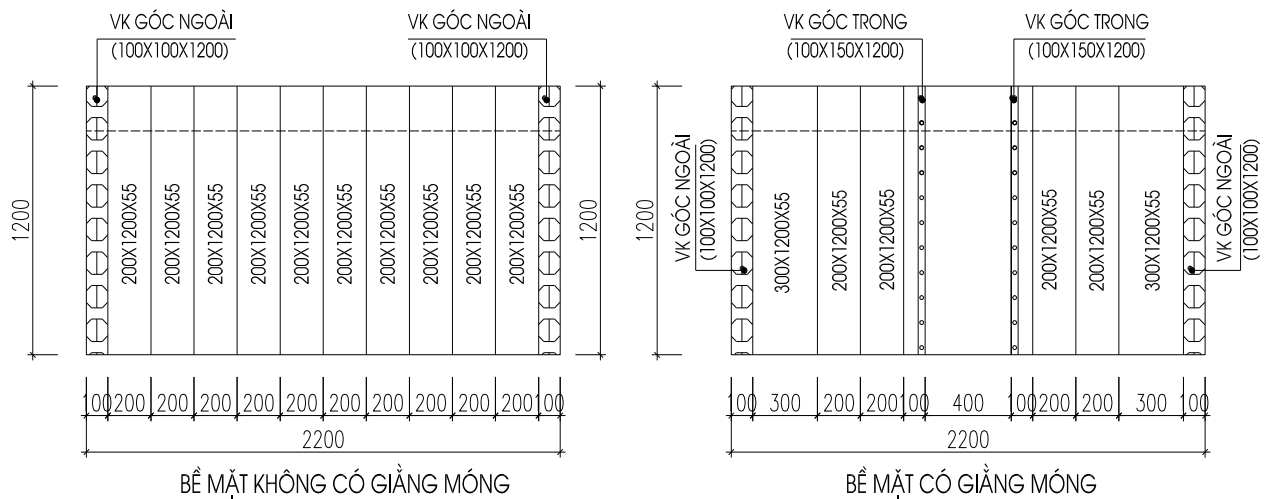 VK GÓC NGOÀI
(100X100X1200)
VK GÓC NGOÀI
(100X100X1200)
1200
200X1200X55
200X1200X55
200X1200X55
200X1200X55
200X1200X55
200X1200X55
200X1200X55
200X1200X55
200X1200X55
200X1200X55
1200
100 200 200 200 200 200 200 200 200 200 200 100
2200
BỀ MẶT KHÔNG CÓ GIẰNG MÓNG
VK GÓC TRONG
(100X150X1200)
VK GÓC TRONG
(100X150X1200)
1200
VK GÓC NGOÀI
(100X100X1200)
300X1200X55
200X1200X55
200X1200X55
200X1200X55
200X1200X55
300X1200X55
VK GÓC NGOÀI
(100X100X1200)
100 300 200 200 100 400 100 200 200 300 100
2200
BỀ MẶT CÓ GIẰNG MÓNG